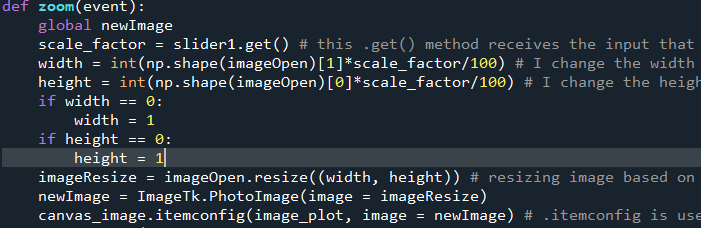 def zoom(event):
    global newImage
    scale_factor = slider1.get() # this .get() method receives the input that
    width = int(np.shape(imageOpen)[1]*scale_factor/100) # I change the width
    height = int(np.shape(imageOpen)[0]*scale_factor/100) # I change the heigh
    if width == 0:
        width = 1
    if height == 0:
        height = 1
    imageResize = imageOpen.resize((width, height)) # resizing image based on
    newImage = ImageTk.PhotoImage(image = imageResize)
    canvas_image.itemconfig(image_plot, image = newImage) # .itemconfig is use